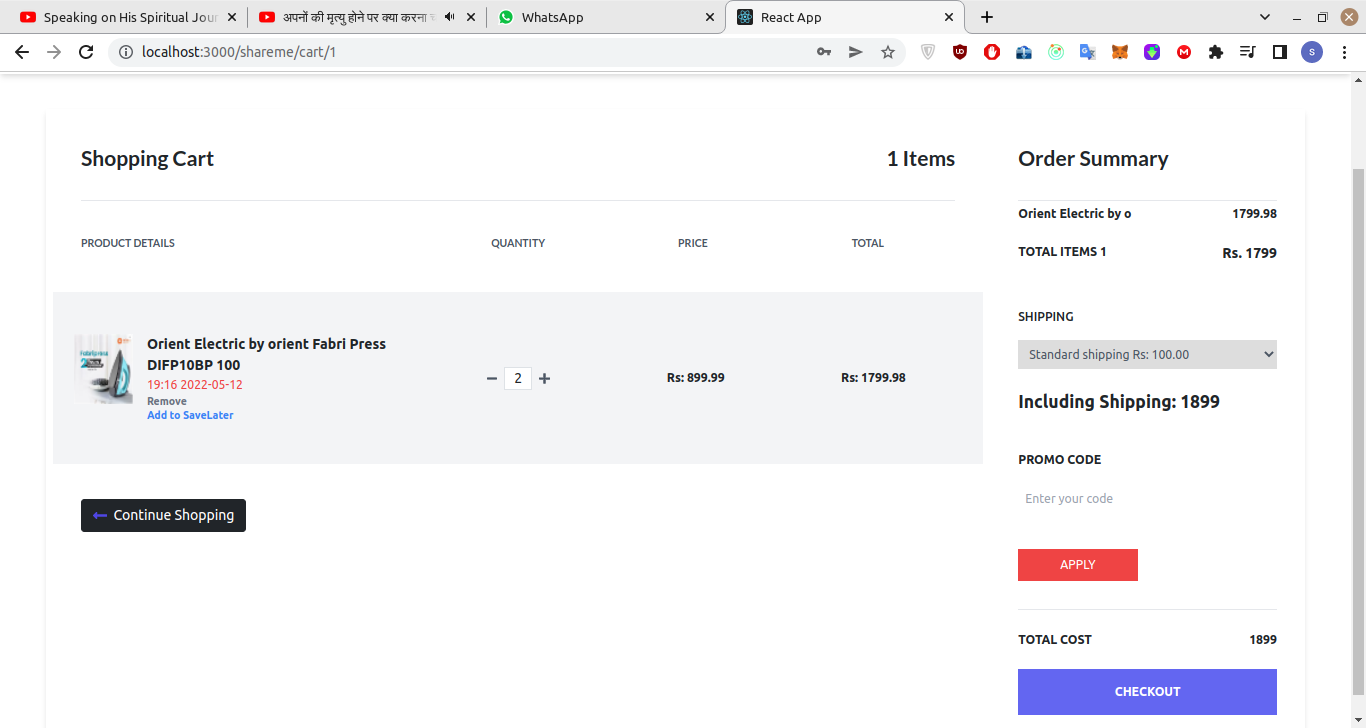 Speaking on His Spiritual Jour
अपनों की मृत्यु होने पर क्या करना
WhatsApp
React App
localhost:3000/shareme/cart/1
Shopping Cart
1 Items
PRODUCT DETAILS
QUANTITY
PRICE
TOTAL
Orient Electric by orient Fabri Press
DIFP10BP 100
19:16 2022-05-12
Remove
Add to SaveLater
2
Rs: 899.99
Rs: 1799.98
Continue Shopping
Order Summary
Orient Electric by o
1799.98
TOTAL ITEMS 1
Rs. 1799
SHIPPING
Standard shipping Rs: 100.00
Including Shipping: 1899
PROMO CODE
Enter your code
APPLY
TOTAL COST
1899
CHECKOUT